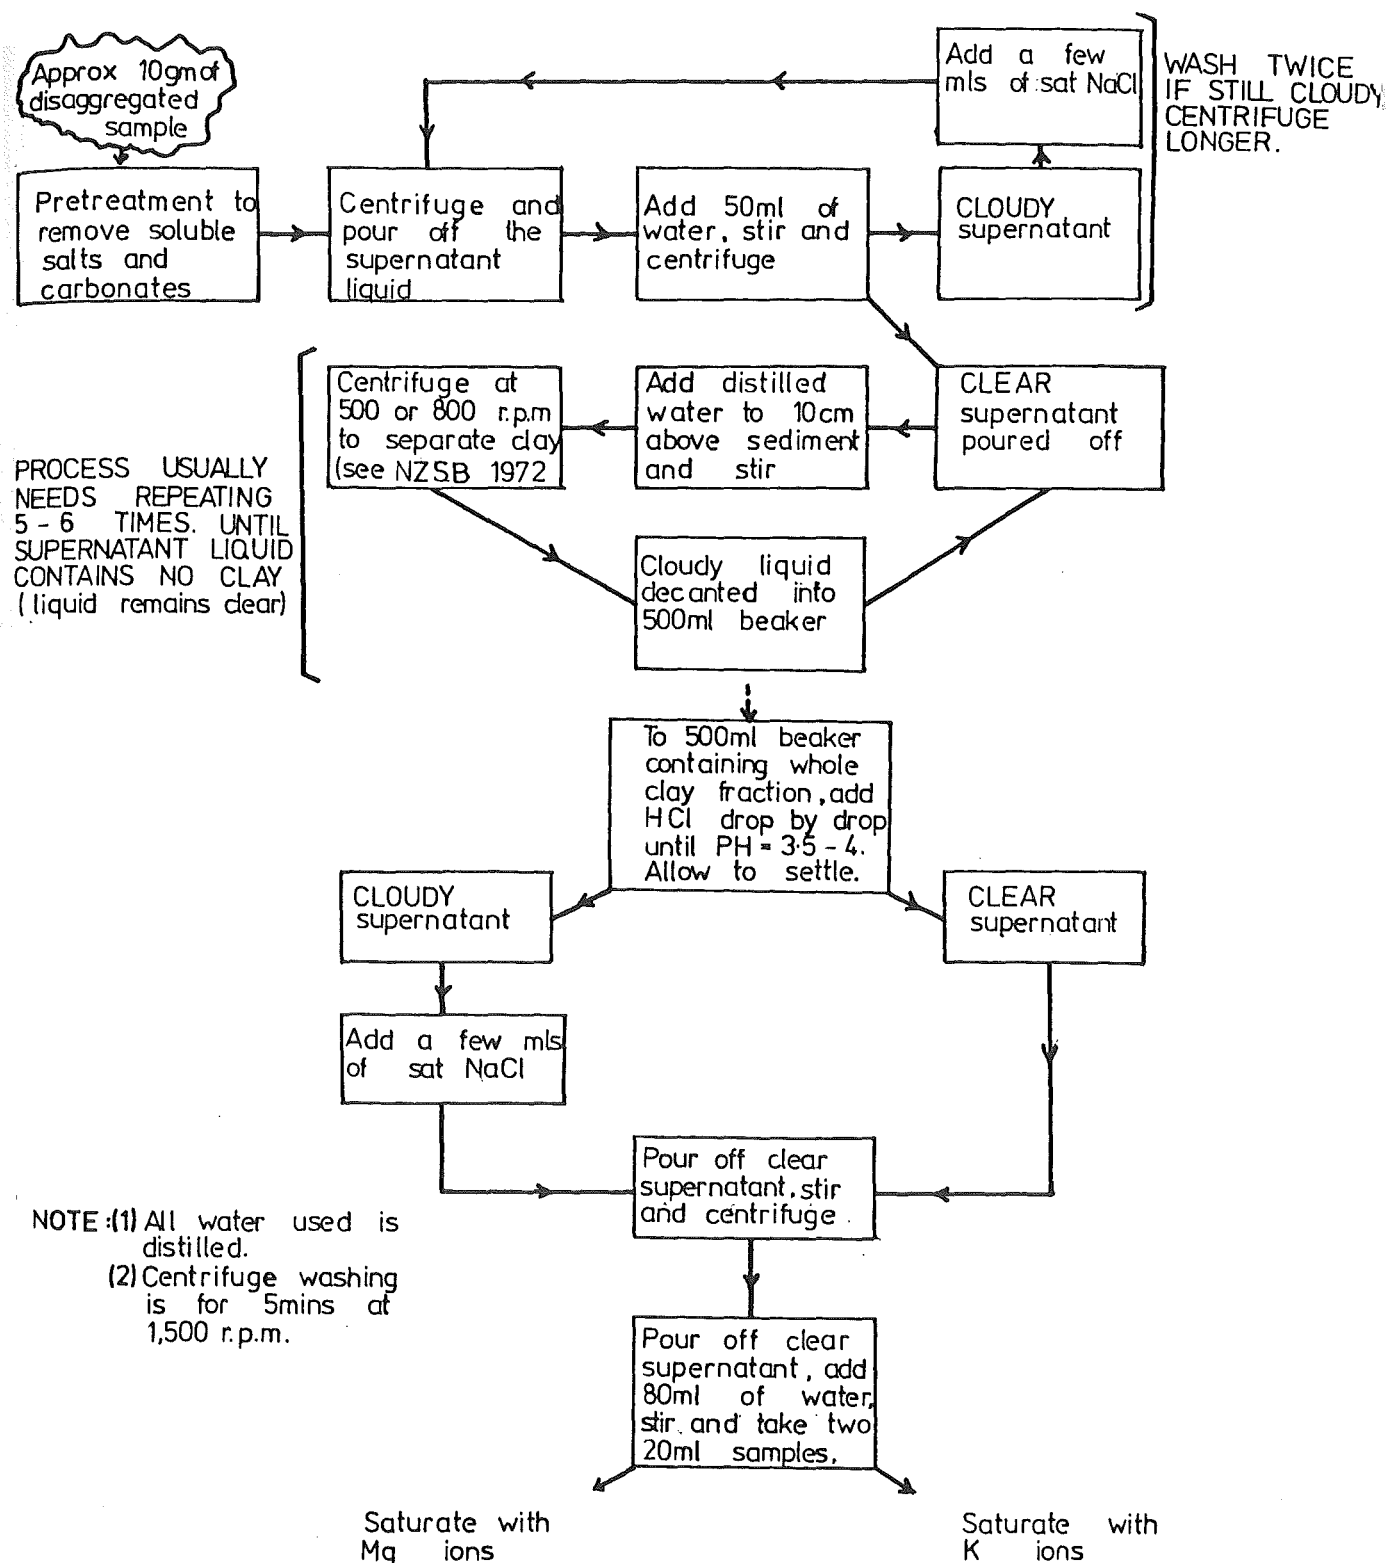 Approx 10gm of
disaggregated
sample
Add a few
mls of sat NaCl
WASH TWICE
IF STILL CLOUDY
CENTRIFUGE
LONGER.
Pretreatment to
remove soluble
salts and
carbonates
Centrifuge and
pour off the
supernatant
liquid
Add 50ml of
water, stir and
centrifuge
CLOUDY
supernatant
PROCESS USUALLY
NEEDS REPEATING
5 - 6 TIMES. UNTIL
SUPERNATANT LIQUID
CONTAINS NO CLAY
(liquid remains clear)
Centrifuge at
500 or 800 r.p.m
to separate clay
(see NZSB 1972
Add distilled
water to 10cm
above sediment
and stir
CLEAR
supernatant
poured off
Cloudy liquid
decanted into
500ml beaker
To 500ml beaker
containing whole
clay fraction, add
HCl drop by drop
until PH = 3·5 - 4.
Allow to settle.
CLOUDY
supernatant
CLEAR
supernatant
Add a few mls
of sat NaCl
Pour off clear
supernatant, stir
and centrifuge.
NOTE :(1) All water used is
distilled.
(2) Centrifuge washing
is for 5mins at
1,500 r.p.m.
Pour off clear
supernatant, add
80ml of water,
stir and take two
20ml samples.
Saturate with
Mg ions
Saturate with
K ions